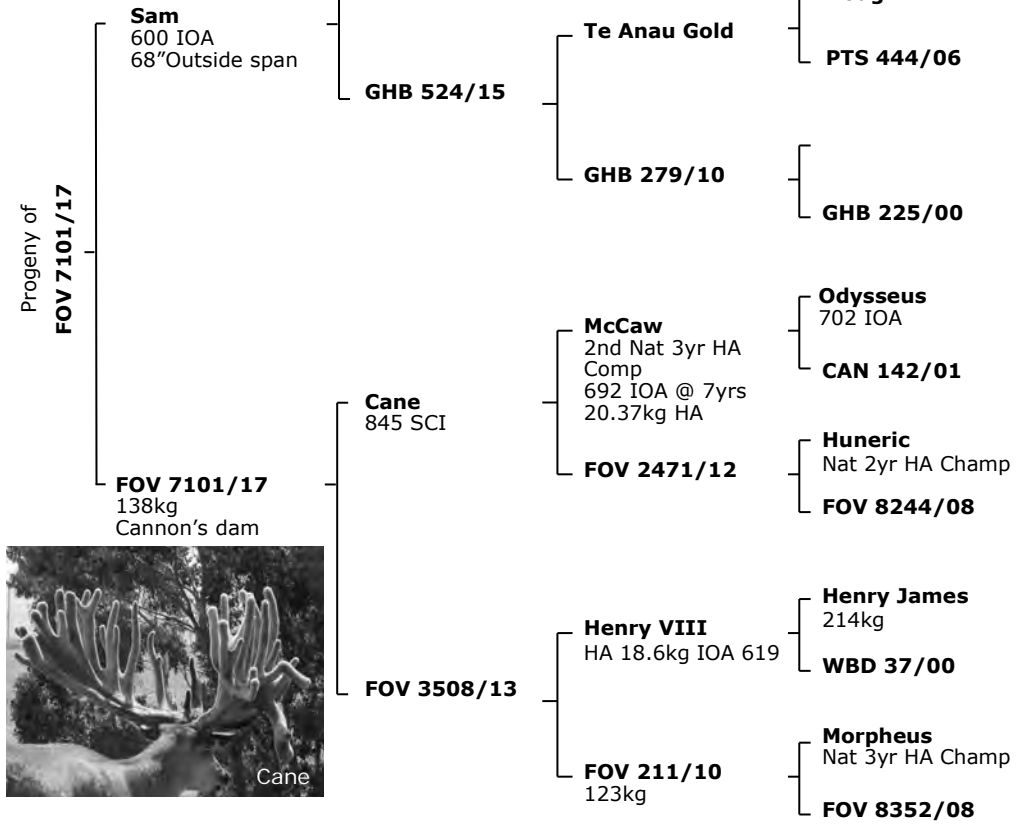 Sam
600 IOA
68”Outside span
GHB 524/15
Te Anau Gold
PTS 444/06
GHB 279/10
GHB 225/00
Progeny of
FOV 7101/17
McCaw
2nd Nat 3yr HA
Comp
692 IOA @ 7yrs
20.37kg HA
Odysseus
702 IOA
CAN 142/01
Cane
845 SCI
Huneric
Nat 2yr HA Champ
FOV 2471/12
FOV 8244/08
FOV 7101/17
138kg
Cannon’s dam
Henry James
214kg
Henry VIII
HA 18.6kg IOA 619
WBD 37/00
FOV 3508/13
Morpheus
Nat 3yr HA Champ
FOV 211/10
123kg
FOV 8352/08
Cane